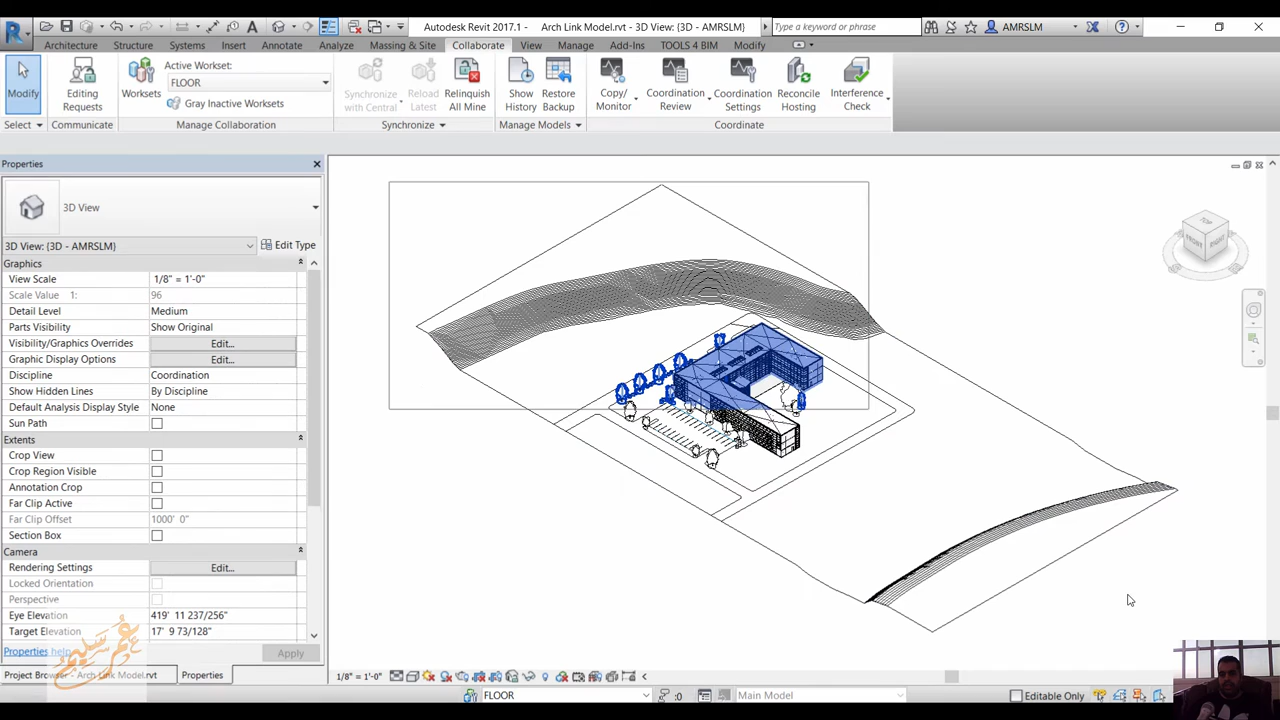 Autodesk Revit 2017.1 - Arch Link Model.rvt - 3D View: {3D - AMRSLM}
Type a keyword or phrase
AMRSLM
Architecture Structure Systems Insert Annotate Analyze Massing & Site Collaborate View Manage Add-Ins TOOLS 4 BIM Modify
Modify
Select
Editing Requests
Communicate
Worksets
Active Workset:
FLOOR
Gray Inactive Worksets
Manage Collaboration
Synchronize with Central
Reload Latest
Relinquish All Mine
Synchronize
Show History
Restore Backup
Manage Models
Copy/ Monitor
Coordination Review
Coordination Settings
Reconcile Hosting
Interference Check
Coordinate
Properties
3D View
3D View: {3D - AMRSLM}
Edit Type
Graphics
View Scale 1/8" = 1'-0"
Scale Value 1: 96
Detail Level Medium
Parts Visibility Show Original
Visibility/Graphics Overrides Edit...
Graphic Display Options Edit...
Discipline Coordination
Show Hidden Lines By Discipline
Default Analysis Display Style None
Sun Path
Extents
Crop View
Crop Region Visible
Annotation Crop
Far Clip Active
Far Clip Offset 1000' 0"
Section Box
Camera
Rendering Settings Edit...
Locked Orientation
Perspective
Eye Elevation 419' 11 237/256"
Target Elevation 17' 9 73/128"
Properties help
Apply
Project Browser - Arch Link Model.rvt
Properties
TOP
FRONT
RIGHT
1/8" = 1'-0"
FLOOR
:0
Main Model
Editable Only
عمر سليم